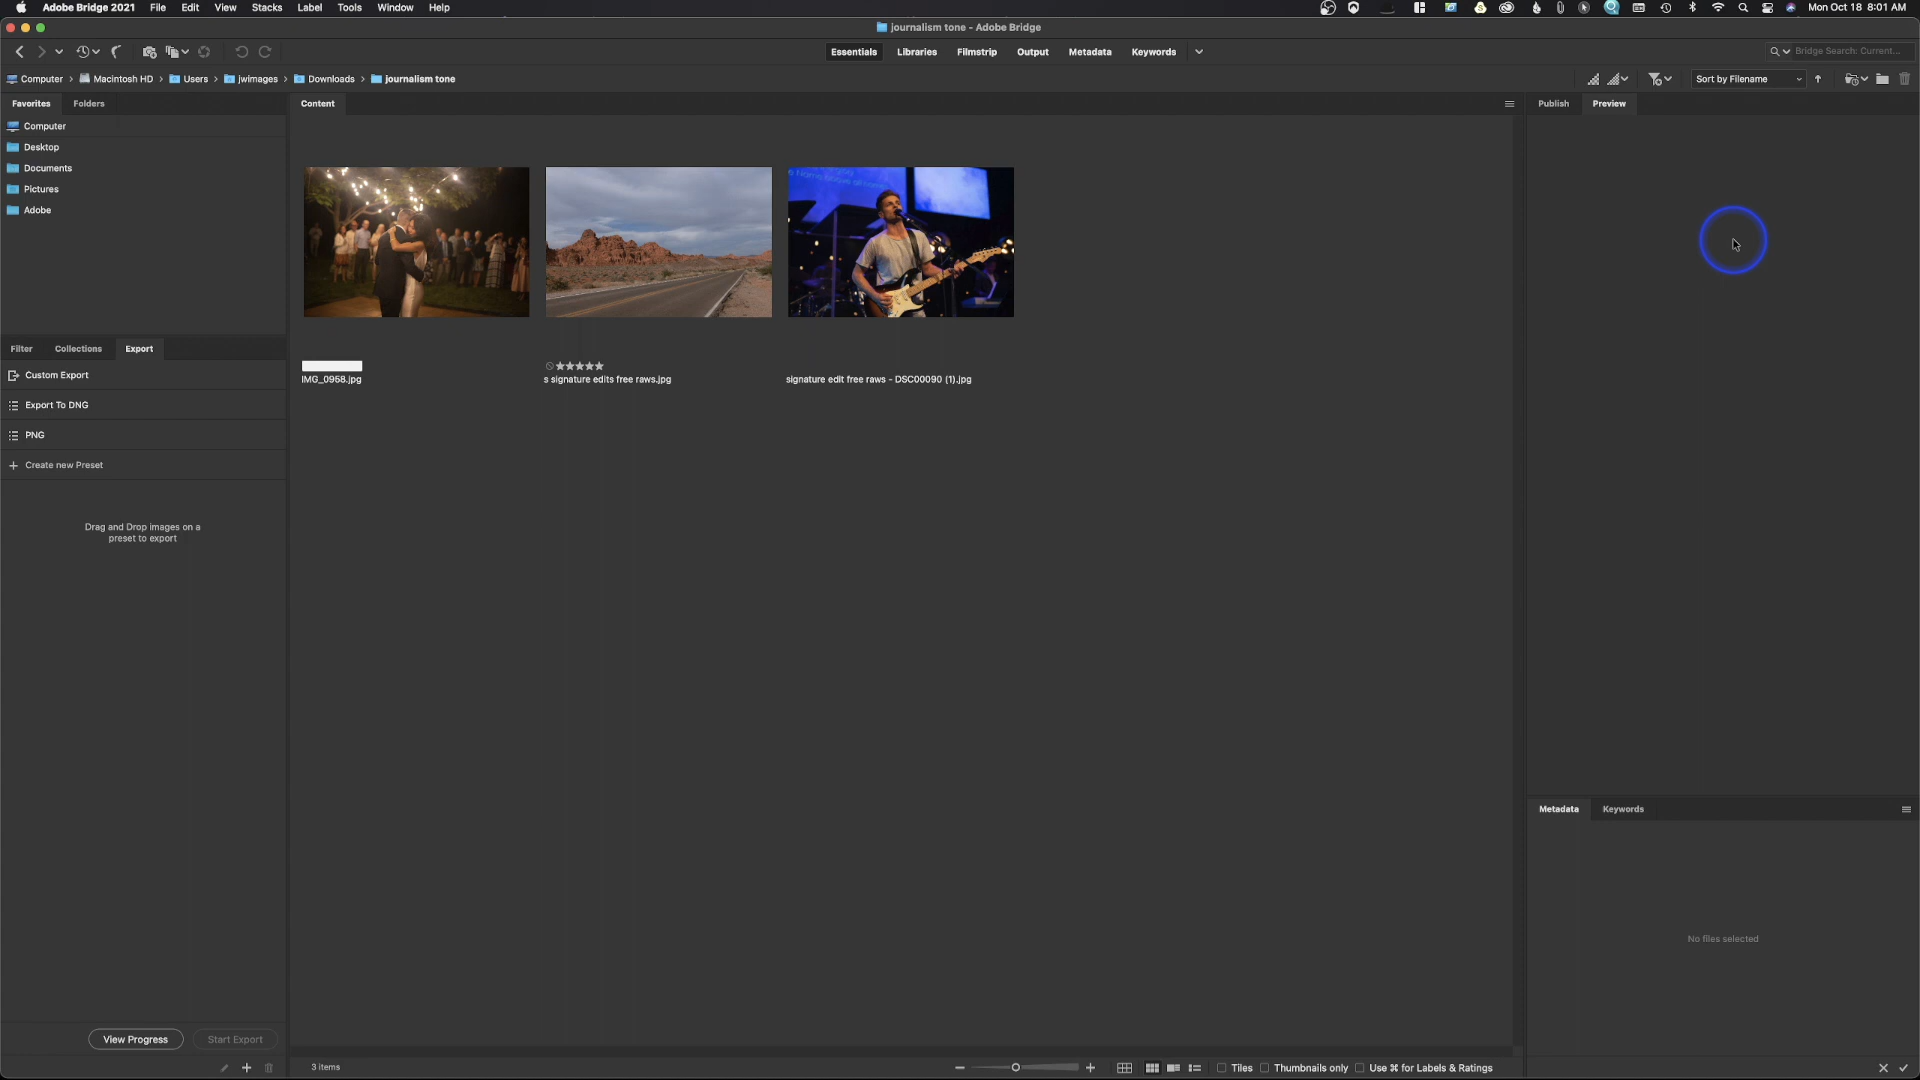 Adobe Bridge 2021 File Edit View Stacks Label Tools Window Help Mon Oct 18 8:01 AM
journalism tone - Adobe Bridge
Essentials Libraries Filmstrip Output Metadata Keywords Bridge Search: Current...
Computer Macintosh HD Users jwimages Downloads journalism tone Sort by Filename
Favorites Folders
Computer
Desktop
Documents
Pictures
Adobe
Filter Collections Export
Custom Export
Export To DNG
PNG
Create new Preset
Drag and Drop images on a
preset to export
View Progress Start Export
Content
IMG_0958.jpg
s signature edits free raws.jpg
signature edit free raws - DSC00090 (1).jpg
3 items
Tiles Thumbnails only Use ⌘ for Labels & Ratings
Publish Preview
Metadata Keywords
No files selected